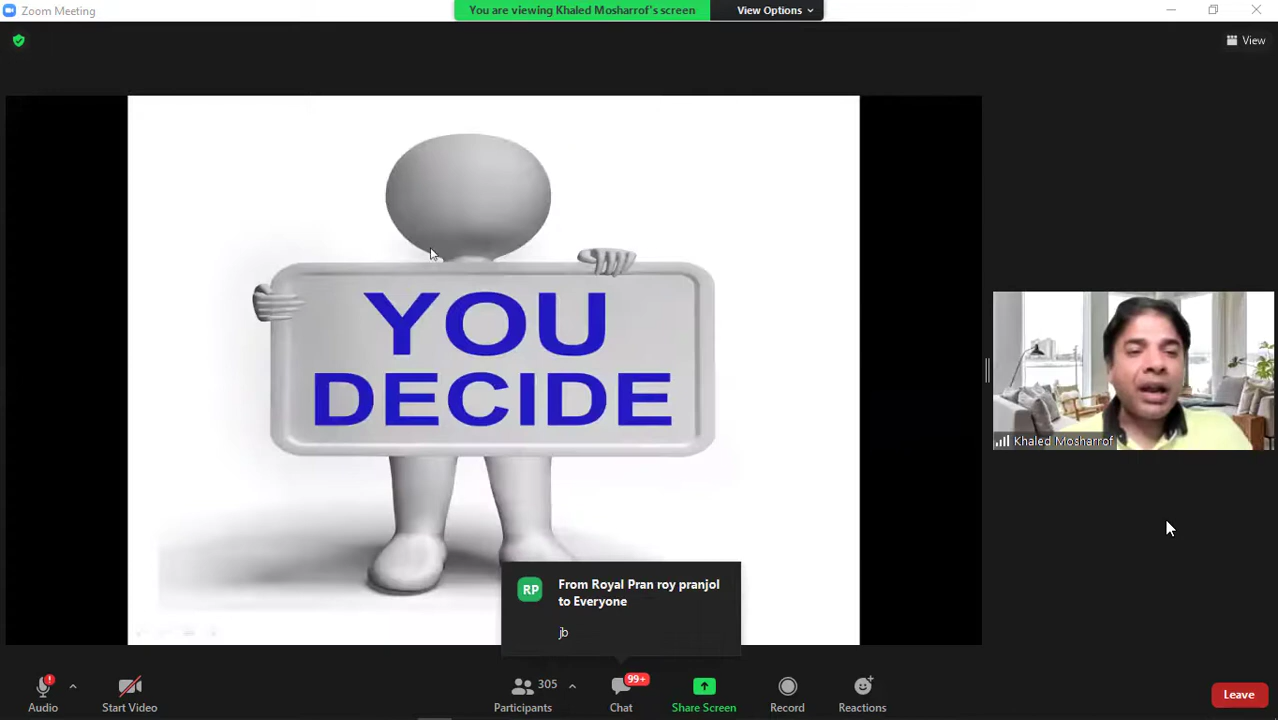 Zoom Meeting
You are viewing Khaled Mosharrof's screen
View Options
View
YOU
DECIDE
Khaled Mosharrof
RP
From Royal Pran roy pranjol
to Everyone
jb
Audio
Start Video
305
Participants
99+
Chat
Share Screen
Record
Reactions
Leave